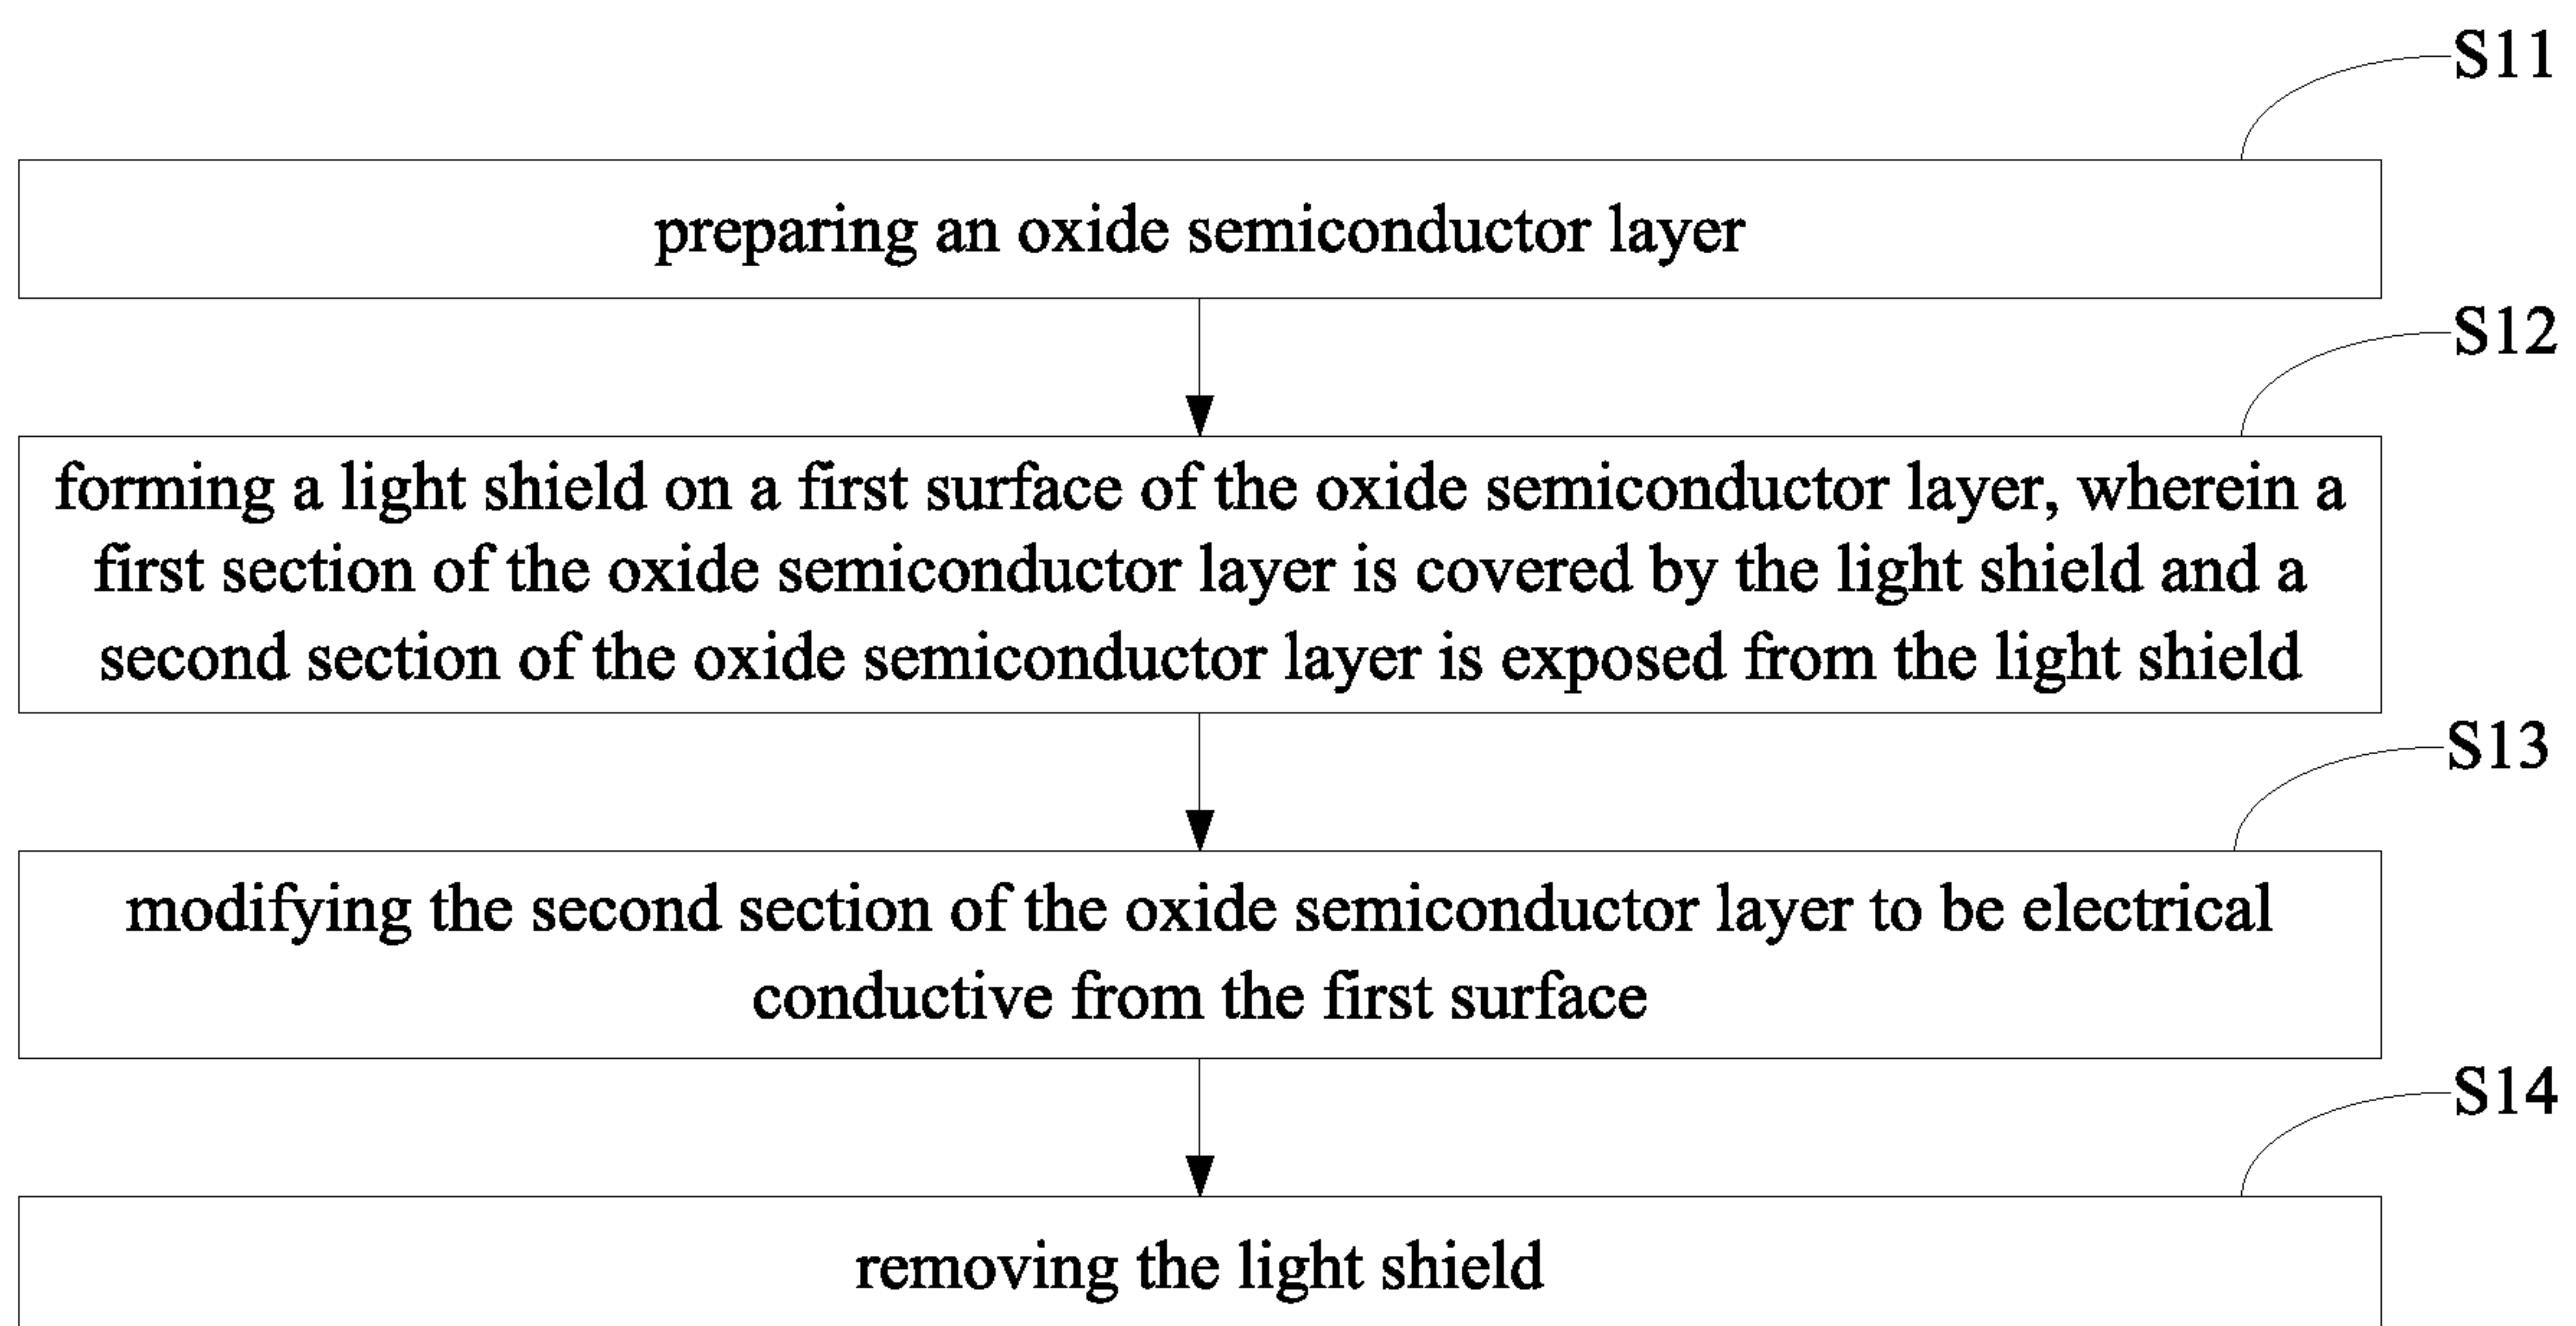 S11
preparing an oxide semiconductor layer
S12
forming a light shield on a first surface of the oxide semiconductor layer, wherein a
first section of the oxide semiconductor layer is covered by the light shield and a
second section of the oxide semiconductor layer is exposed from the light shield
S13
modifying the second section of the oxide semiconductor layer to be electrical
conductive from the first surface
S14
removing the light shield